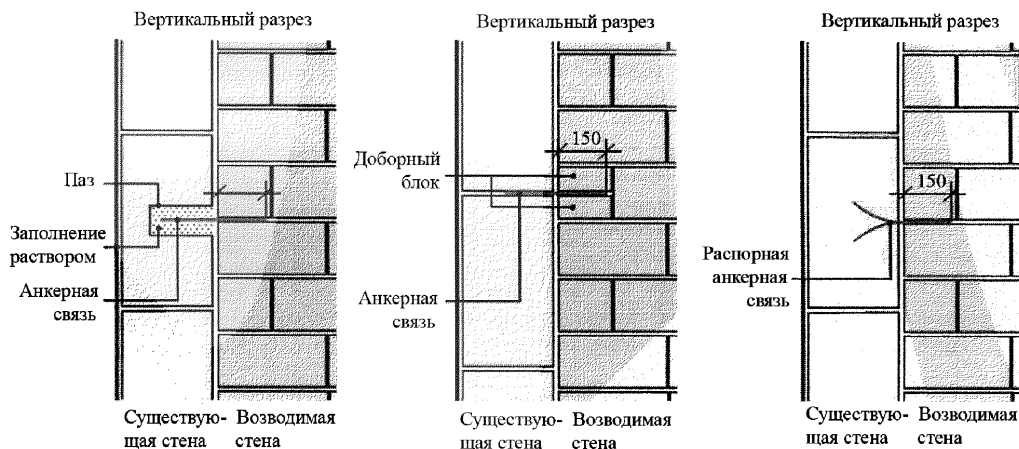 Вертикальный разрез
Паз
Заполнение
раствором
Анкерная
связь
Существую-
щая стена
Возводимая
стена
Вертикальный разрез
150
Доборный
блок
Анкерная
связь
Существую-
щая стена
Возводимая
стена
Вертикальный разрез
150
Распорная
анкерная
связь
Существую-
щая стена
Возводимая
стена